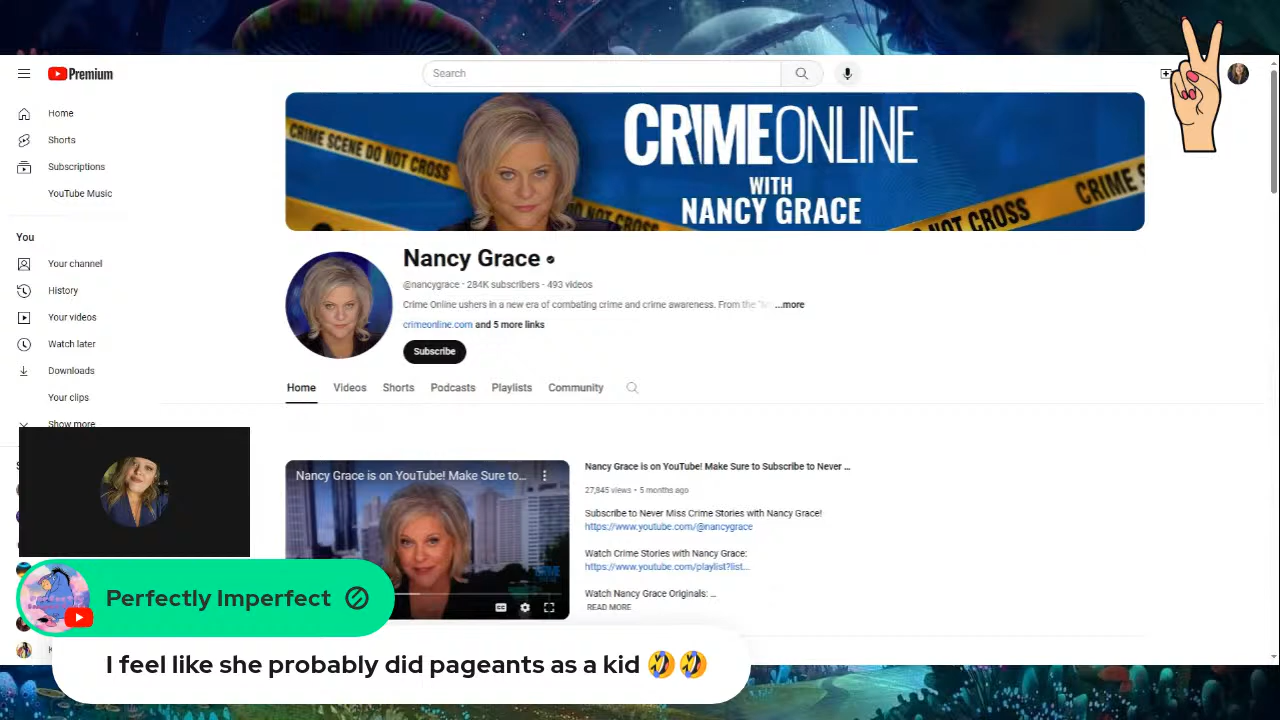 Premium
Search
Home
Shorts
Subscriptions
YouTube Music
You
Your channel
History
Your videos
Watch later
Downloads
Your clips
Show more
CRIME SCENE DO NOT CROSS
DO NOT CROSS
NOT CROSS
CRIME S
CRIMEONLINE
WITH
NANCY GRACE
Nancy Grace
@nancygrace · 284K subscribers · 493 videos
Crime Online ushers in a new era of combating crime and crime awareness. From the ...more
crimeonline.com and 5 more links
Subscribe
Home Videos Shorts Podcasts Playlists Community
Nancy Grace is on YouTube! Make Sure to...
Nancy Grace is on YouTube! Make Sure to Subscribe to Never ...
27,845 views • 5 months ago
Subscribe to Never Miss Crime Stories with Nancy Grace!
https://www.youtube.com/@nancygrace
Watch Crime Stories with Nancy Grace:
https://www.youtube.com/playlist?list...
Watch Nancy Grace Originals: ...
READ MORE
Perfectly Imperfect
I feel like she probably did pageants as a kid 🤣🤣